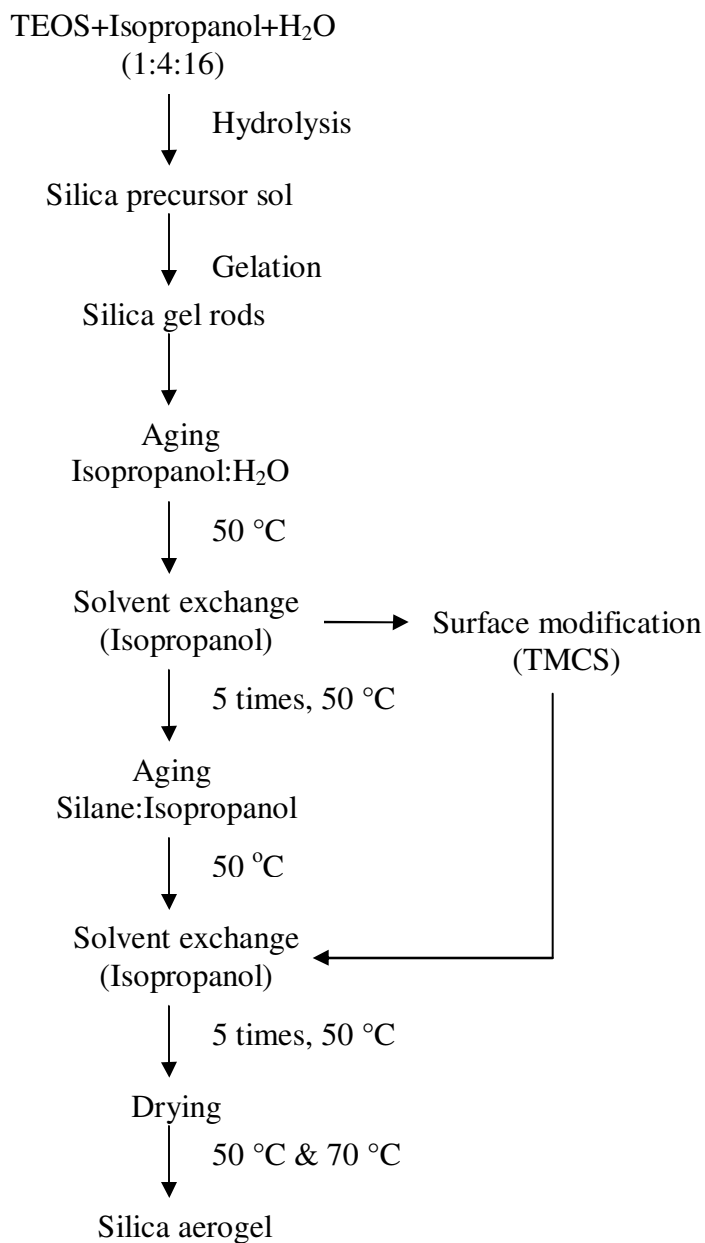 TEOS+Isopropanol+H₂O
(1:4:16)
Hydrolysis
Silica precursor sol
Gelation
Silica gel rods
Aging
Isopropanol:H₂O
50 °C
Solvent exchange
(Isopropanol)
Surface modification
(TMCS)
5 times, 50 °C
Aging
Silane:Isopropanol
50 °C
Solvent exchange
(Isopropanol)
5 times, 50 °C
Drying
50 °C & 70 °C
Silica aerogel